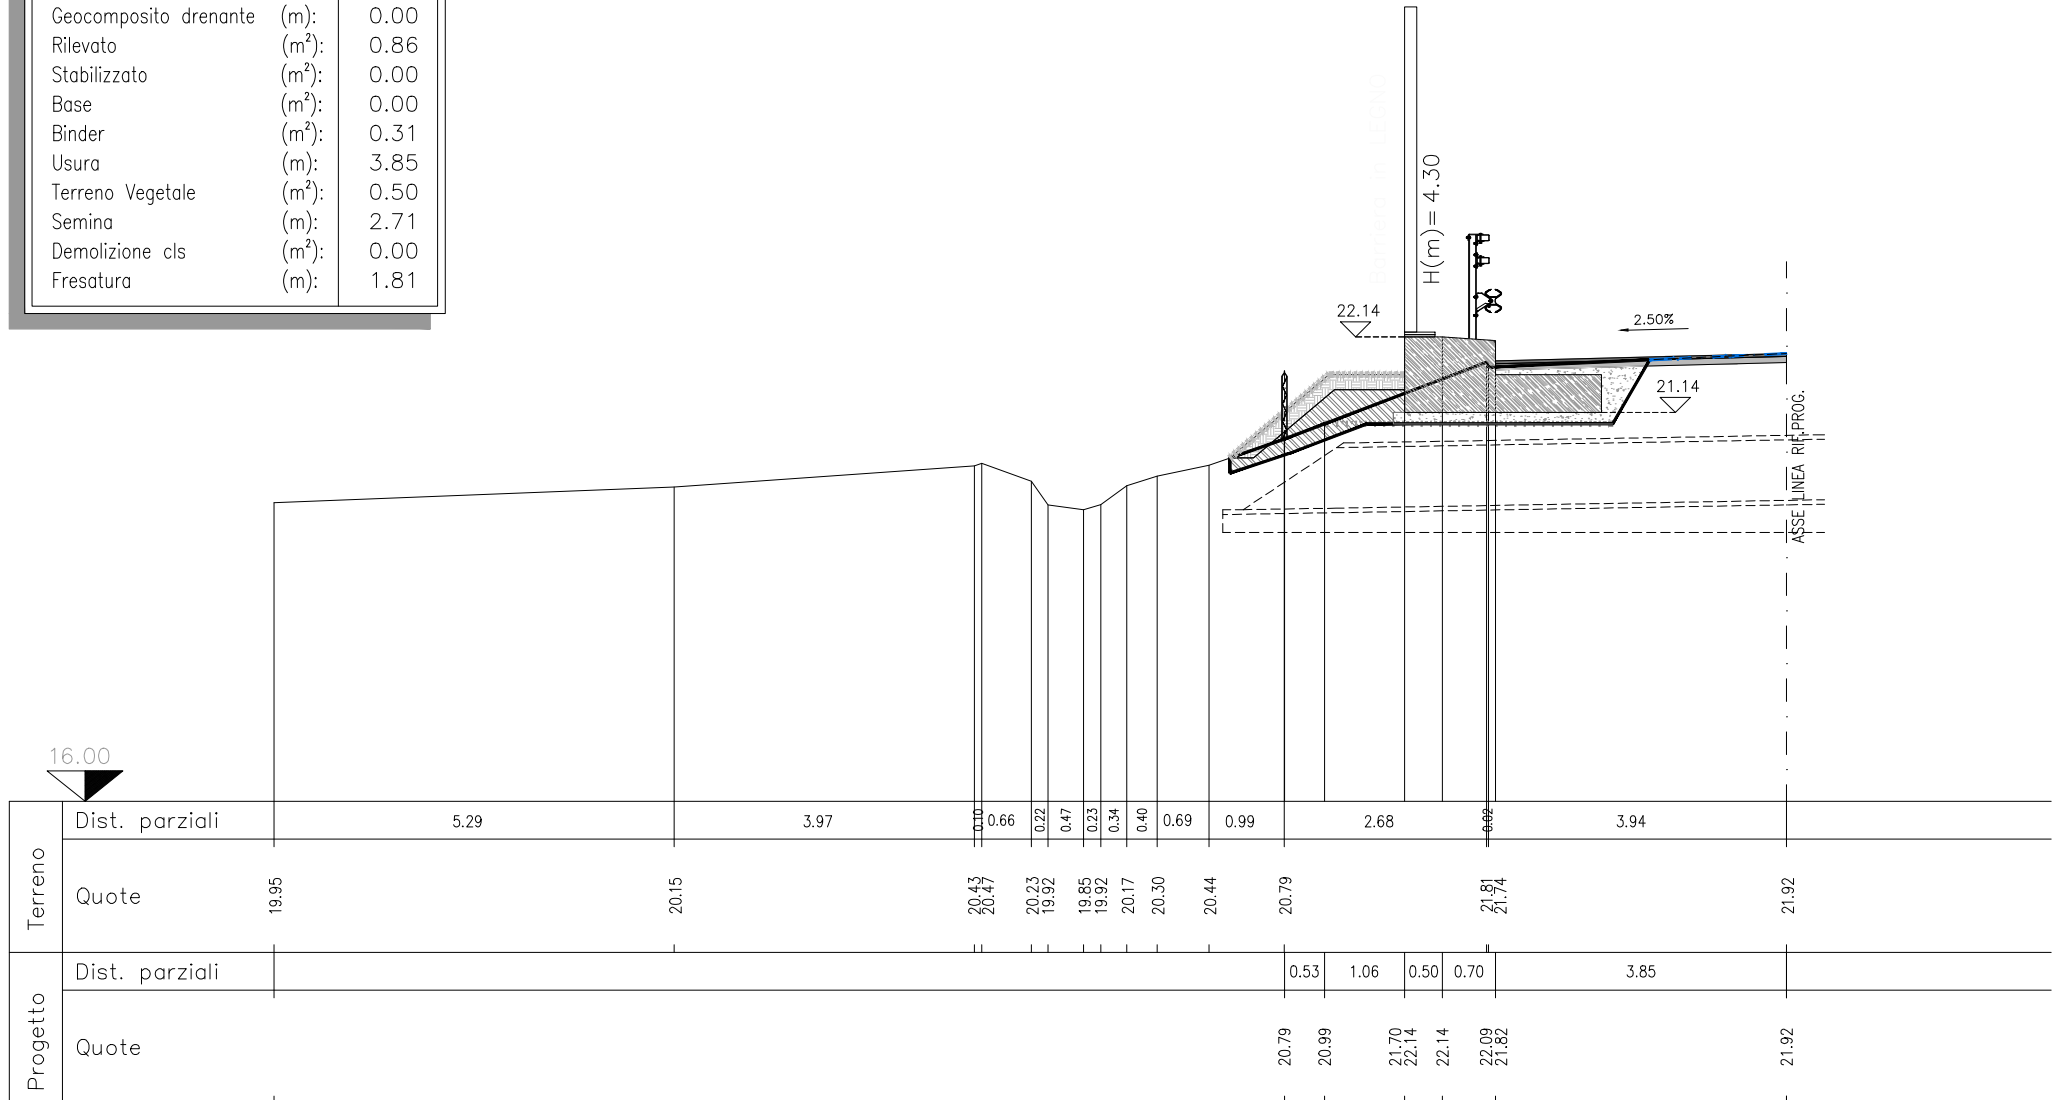 Geocomposito drenante (m): 0.00
Rilevato (m²): 0.86
Stabilizzato (m²): 0.00
Base (m²): 0.00
Binder (m²): 0.31
Usura (m): 3.85
Terreno Vegetale (m²): 0.50
Semina (m): 2.71
Demolizione cls (m²): 0.00
Fresatura (m): 1.81
H(m)= 4.30
22.14
2.50%
21.14
ASSE LINEA RIF.PROG.
16.00
Terreno
Dist. parziali 5.29 3.97 0.10 0.66 0.22 0.47 0.23 0.34 0.40 0.69 0.99 2.68 0.02 3.94
Quote 19.95 20.15 20.43 20.47 20.23 19.92 19.85 19.92 20.17 20.30 20.44 20.79 21.81 21.74 21.92
Progetto
Dist. parziali 0.53 1.06 0.50 0.70 3.85
Quote 20.79 20.99 21.70 22.14 22.14 22.09 21.82 21.92